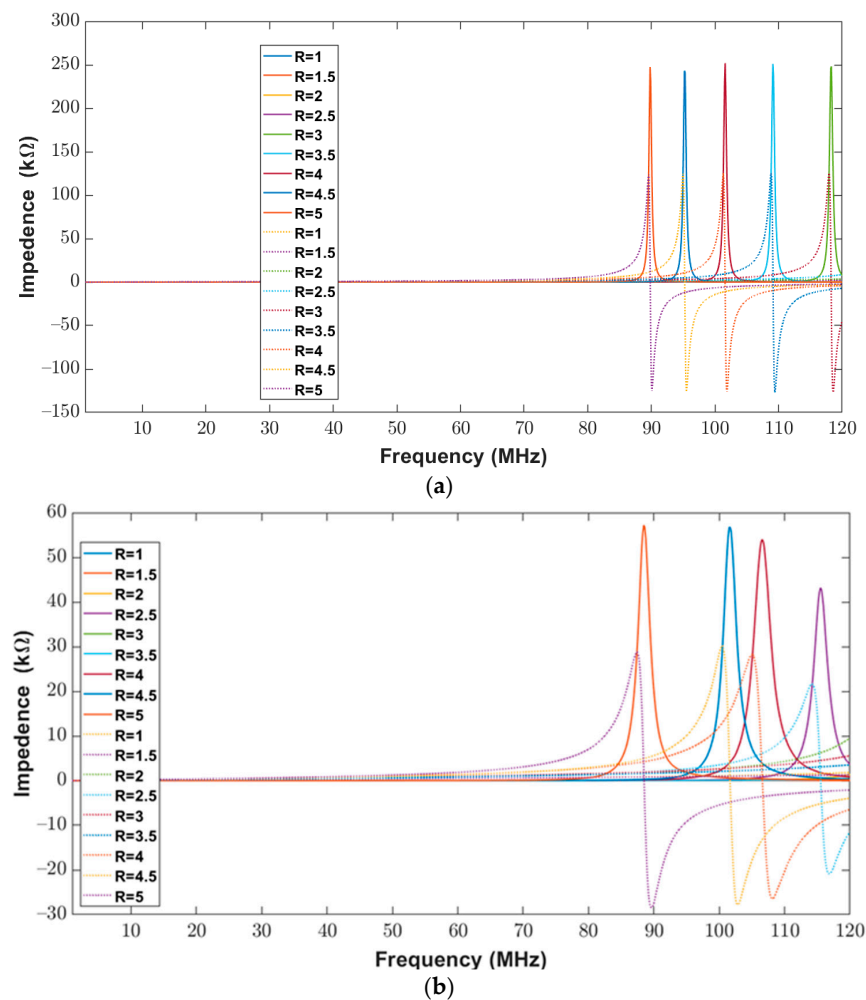 300
250
200
150
100
50
0
−50
−100
−150
Impedence (kΩ)
R=1
R=1.5
R=2
R=2.5
R=3
R=3.5
R=4
R=4.5
R=5
R=1
R=1.5
R=2
R=2.5
R=3
R=3.5
R=4
R=4.5
R=5
10 20 30 40 50 60 70 80 90 100 110 120
Frequency (MHz)
(a)
60
50
40
30
20
10
0
−10
−20
−30
Impedence (kΩ)
R=1
R=1.5
R=2
R=2.5
R=3
R=3.5
R=4
R=4.5
R=5
R=1
R=1.5
R=2
R=2.5
R=3
R=3.5
R=4
R=4.5
R=5
10 20 30 40 50 60 70 80 90 100 110 120
Frequency (MHz)
(b)